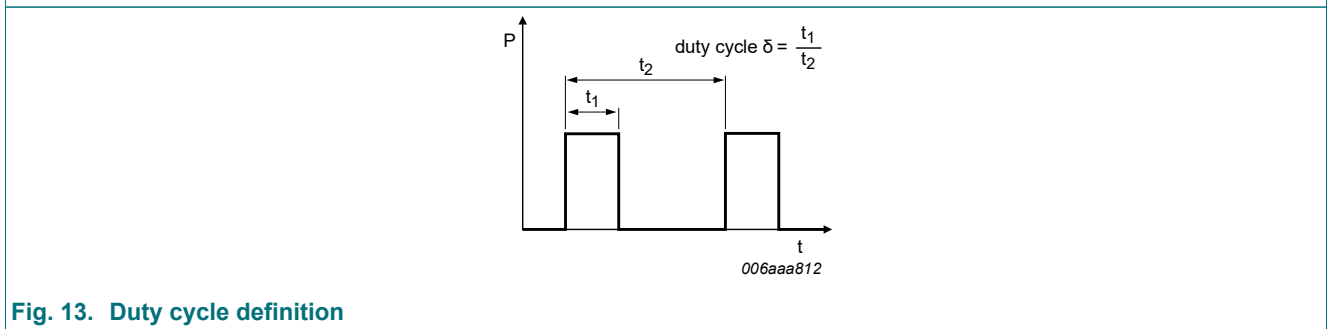 P
duty cycle δ = t1/t2
t2
t1
t
006aaa812
Fig. 13. Duty cycle definition